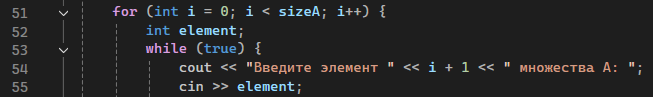 51 for (int i = 0; i < sizeA; i++) {
52 int element;
53 while (true) {
54 cout << "Введите элемент " << i + 1 << " множества A: ";
55 cin >> element;